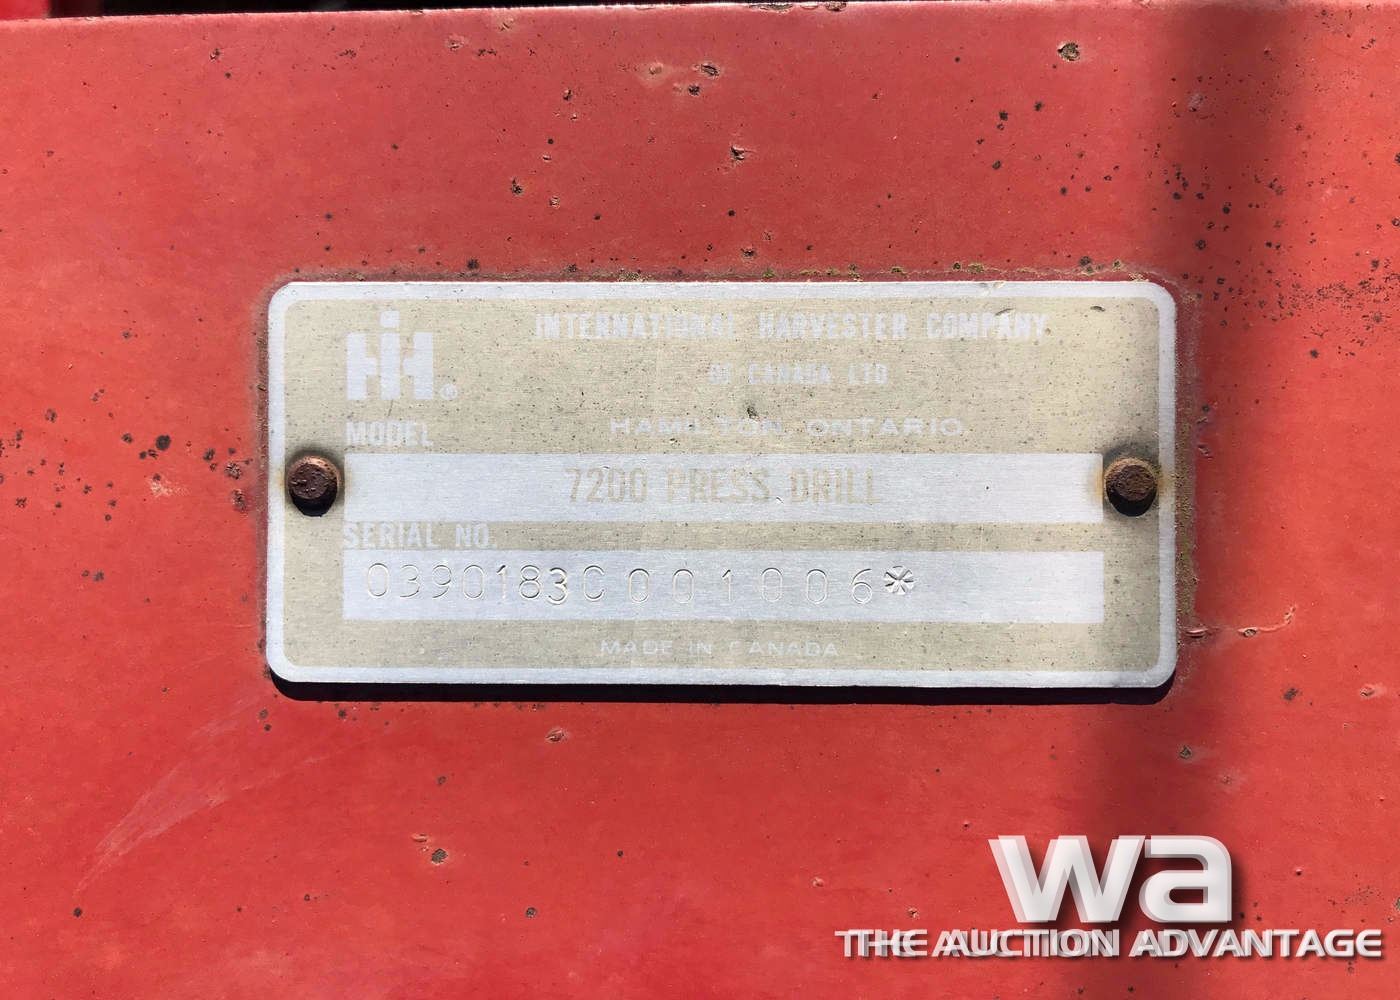 IH®
INTERNATIONAL HARVESTER COMPANY
OF CANADA LTD
HAMILTON, ONTARIO
MODEL
7200 PRESS DRILL
SERIAL NO.
0390183C001006*
MADE IN CANADA
wa
THE AUCTION ADVANTAGE